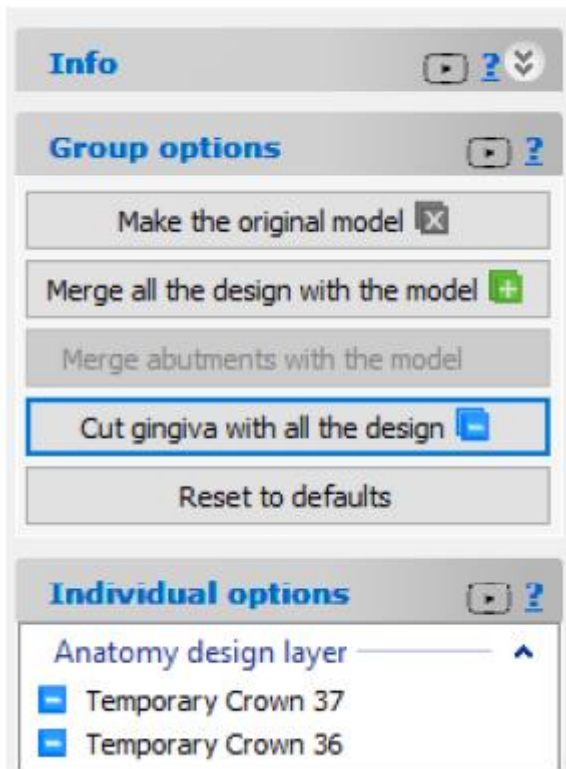 Info ?
Group options ?
Make the original model
Merge all the design with the model
Merge abutments with the model
Cut gingiva with all the design
Reset to defaults
Individual options ?
Anatomy design layer
Temporary Crown 37
Temporary Crown 36